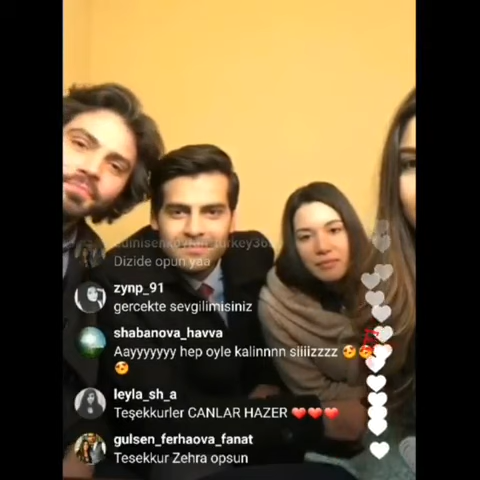 Dizide opun yaa
zynp_91
gercekte sevgilimisiniz
shabanova_havva
Aayyyyyyy hep oyle kalinnnn siiizzzz
leyla_sh_a
Teşekkurler CANLAR HAZER
gulsen_ferhaova_fanat
Tesekkur Zehra opsun